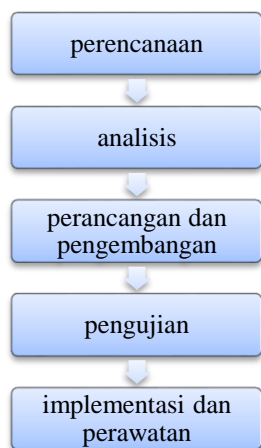 perencanaan
analisis
perancangan dan
pengembangan
pengujian
implementasi dan
perawatan